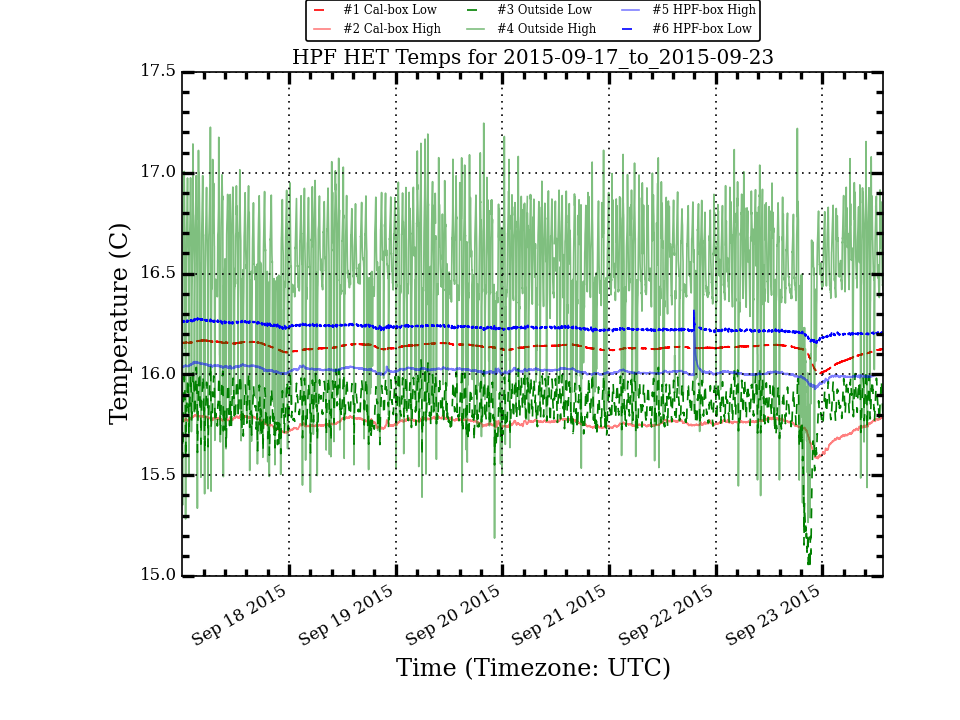 #1 Cal-box Low #3 Outside Low #5 HPF-box High
#2 Cal-box High #4 Outside High #6 HPF-box Low
HPF HET Temps for 2015-09-17_to_2015-09-23
17.5
17.0
16.5
16.0
15.5
15.0
Temperature (C)
Sep 18 2015
Sep 19 2015
Sep 20 2015
Sep 21 2015
Sep 22 2015
Sep 23 2015
Time (Timezone: UTC)